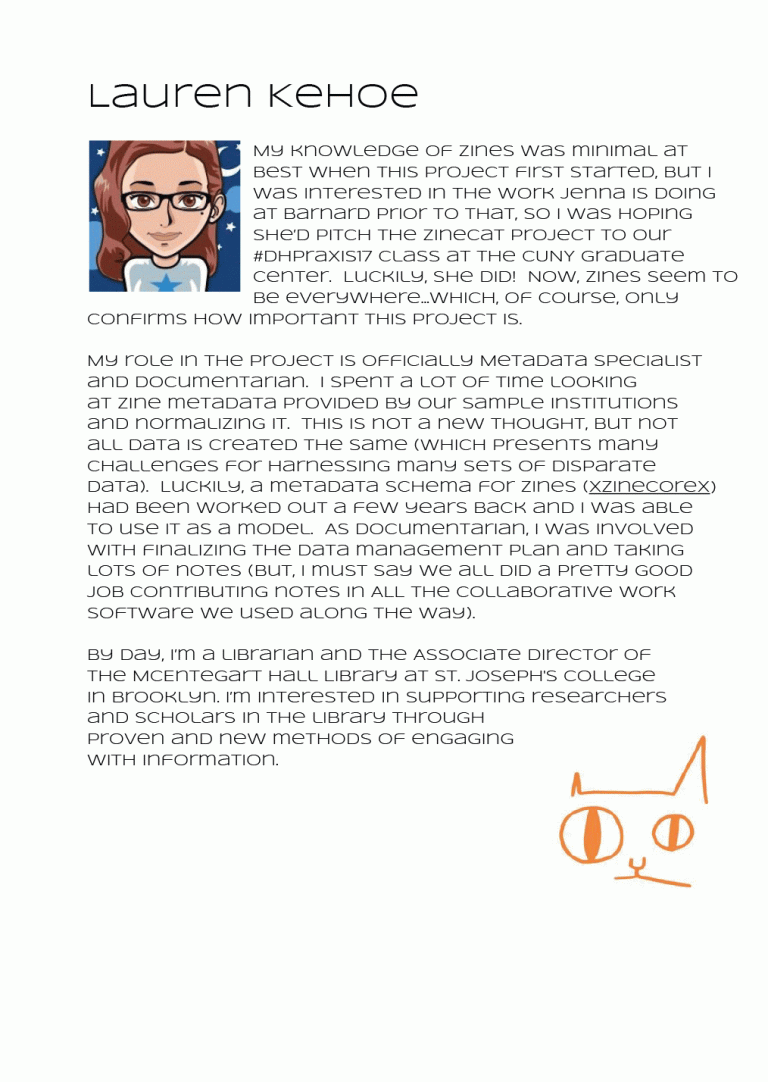 Lauren Kehoe
My knowledge of zines was minimal at
best when this project first started, but I
was interested in the work Jenna is doing
at Barnard prior to that, so I was hoping
she'd pitch the zinecat project to our
#DHPRAXIS17 class at the CUNY Graduate
Center. Luckily, she did! Now, zines seem to
be everywhere...which, of course, only
confirms how important this project is.
My role in the project is officially Metadata Specialist
and Documentarian. I spent a lot of time looking
at zine metadata provided by our sample institutions
and normalizing it. This is not a new thought, but not
all data is created the same (which presents many
challenges for harnessing many sets of disparate
data). Luckily, a metadata schema for zines (xzinecorex)
had been worked out a few years back and I was able
to use it as a model. As documentarian, I was involved
with finalizing the data management plan and taking
lots of notes (but, I must say we all did a pretty good
job contributing notes in all the collaborative work
software we used along the way).
By day, I'm a librarian and the Associate Director of
the McEntegart Hall Library at St. Joseph's College
in Brooklyn. I'm interested in supporting researchers
and scholars in the library through
proven and new methods of engaging
with information.